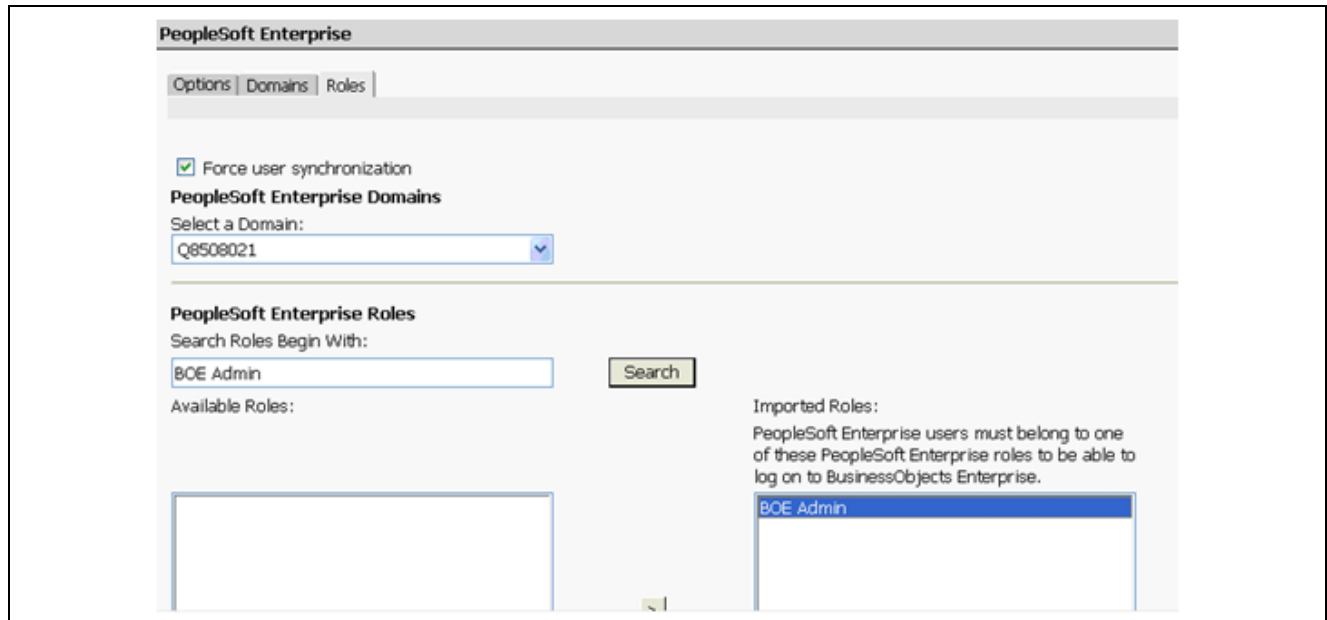 PeopleSoft Enterprise
Options | Domains | Roles
Force user synchronization
PeopleSoft Enterprise Domains
Select a Domain:
Q8508021
PeopleSoft Enterprise Roles
Search Roles Begin With:
BOE Admin
Search
Available Roles:
Imported Roles:
PeopleSoft Enterprise users must belong to one
of these PeopleSoft Enterprise roles to be able to
log on to BusinessObjects Enterprise.
BOE Admin
>